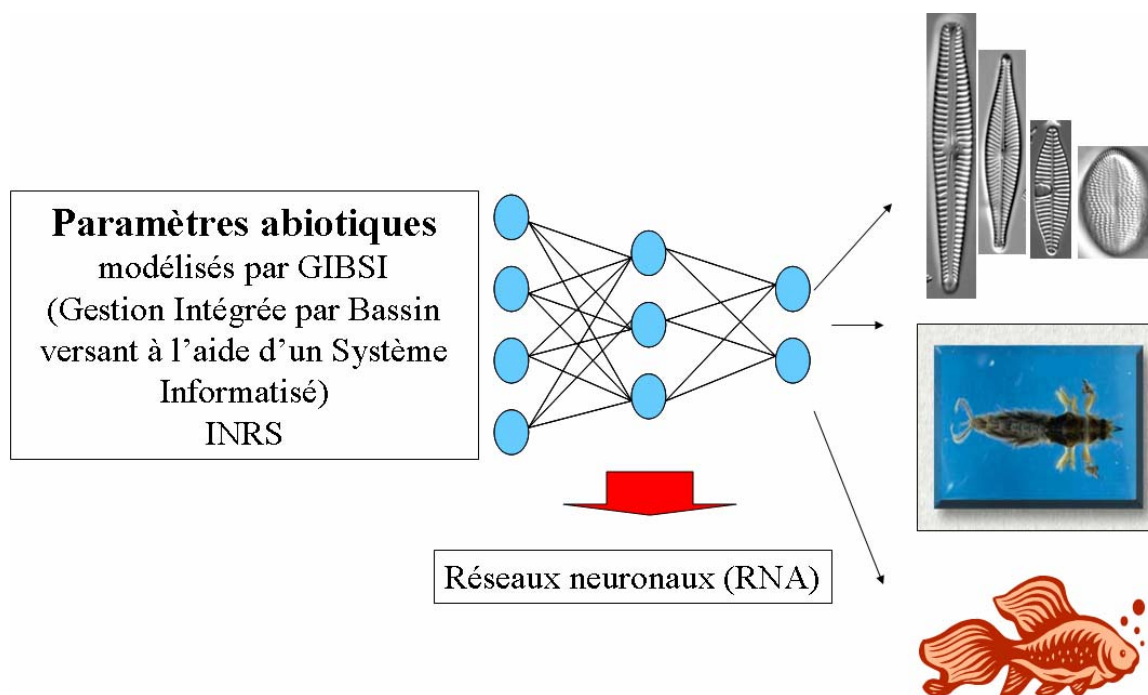 Paramètres abiotiques
modélisés par GIBSI
(Gestion Intégrée par Bassin
versant à l’aide d’un Système
Informatisé)
INRS
Réseaux neuronaux (RNA)